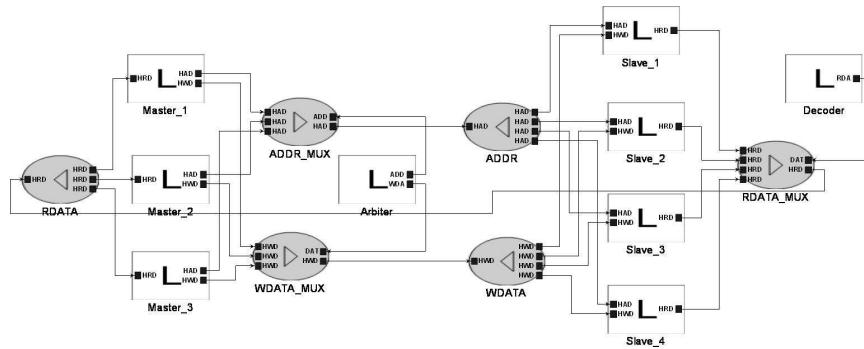 HRD
L
HAD
HWD
Master_1
HAD
HAD
HAD
ADD
HAD
ADDR_MUX
HRD
HRD
HRD
HRD
RDATA
HRD
L
HAD
HWD
Master_2
L
ADD
WDA
Arbiter
HRD
L
HAD
HWD
Master_3
HWD
HWD
HWD
DAT
HWD
WDATA_MUX
HAD
HAD
HAD
HAD
HAD
ADDR
HWD
HWD
HWD
HWD
HWD
WDATA
HAD
HWD
L
HRD
Slave_1
HAD
HWD
L
HRD
Slave_2
HAD
HWD
L
HRD
Slave_3
HAD
HWD
L
HRD
Slave_4
L
RDA
Decoder
HRD
HRD
HRD
HRD
DAT
HRD
RDATA_MUX